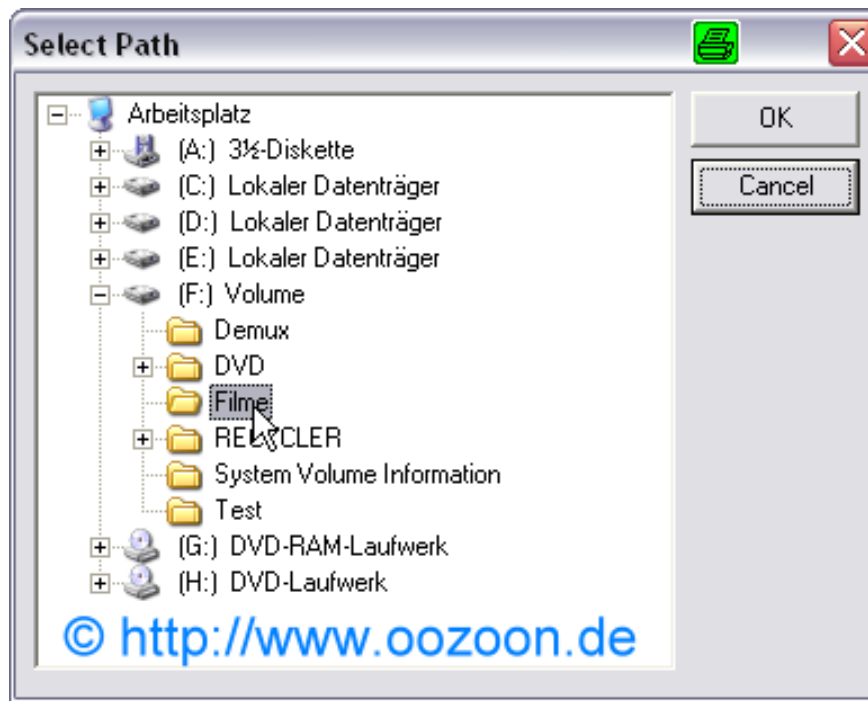 Select Path
Arbeitsplatz
(A:) 3½-Diskette
(C:) Lokaler Datenträger
(D:) Lokaler Datenträger
(E:) Lokaler Datenträger
(F:) Volume
Demux
DVD
Filme
RECYCLER
System Volume Information
Test
(G:) DVD-RAM-Laufwerk
(H:) DVD-Laufwerk
© http://www.oozoon.de
OK
Cancel